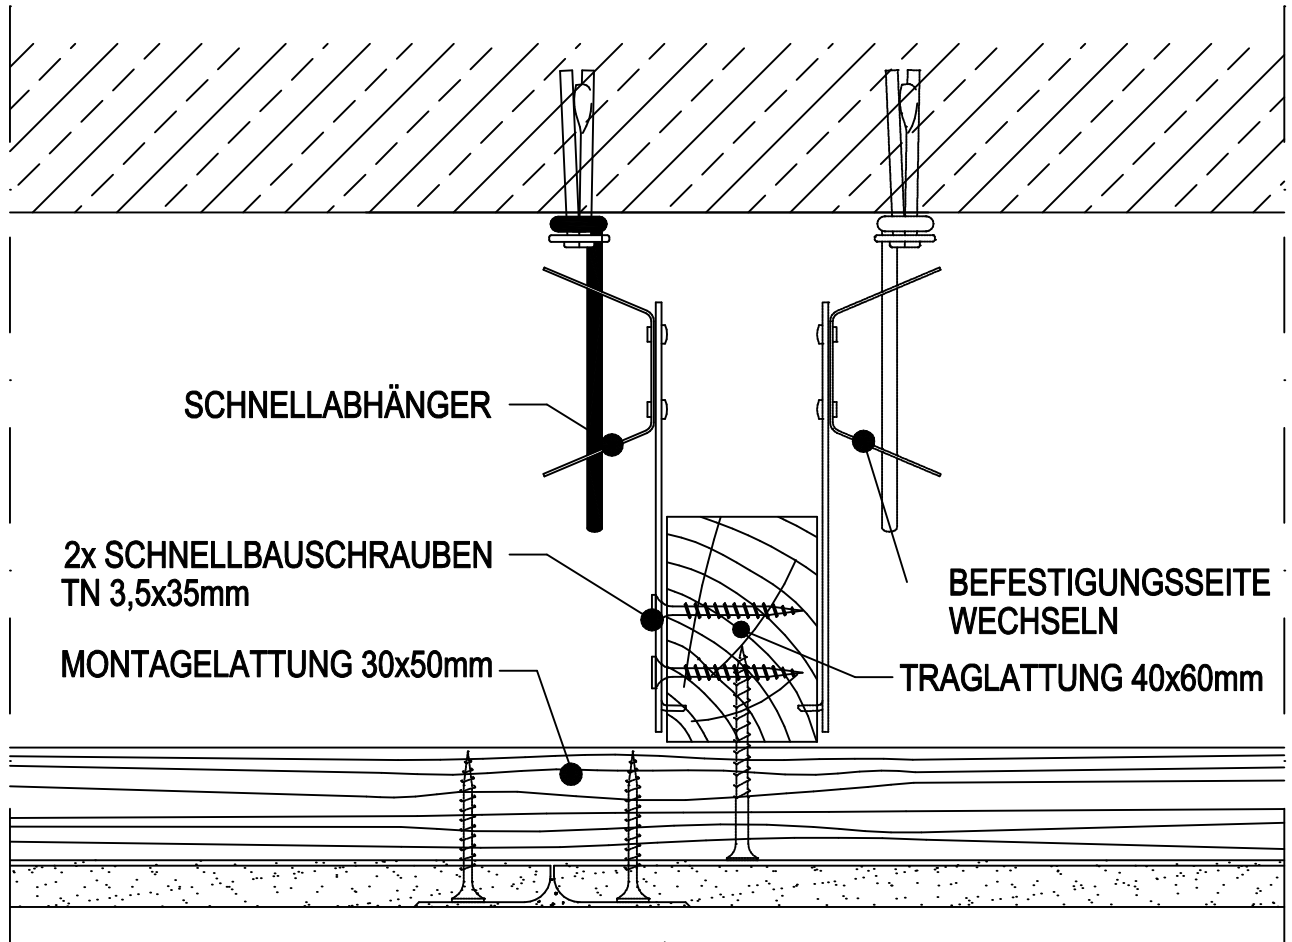 SCHNELLABHÄNGER
2x SCHNELLBAUSCHRAUBEN
TN 3,5x35mm
MONTAGELATTUNG 30x50mm
BEFESTIGUNGSSEITE
WECHSELN
TRAGLATTUNG 40x60mm